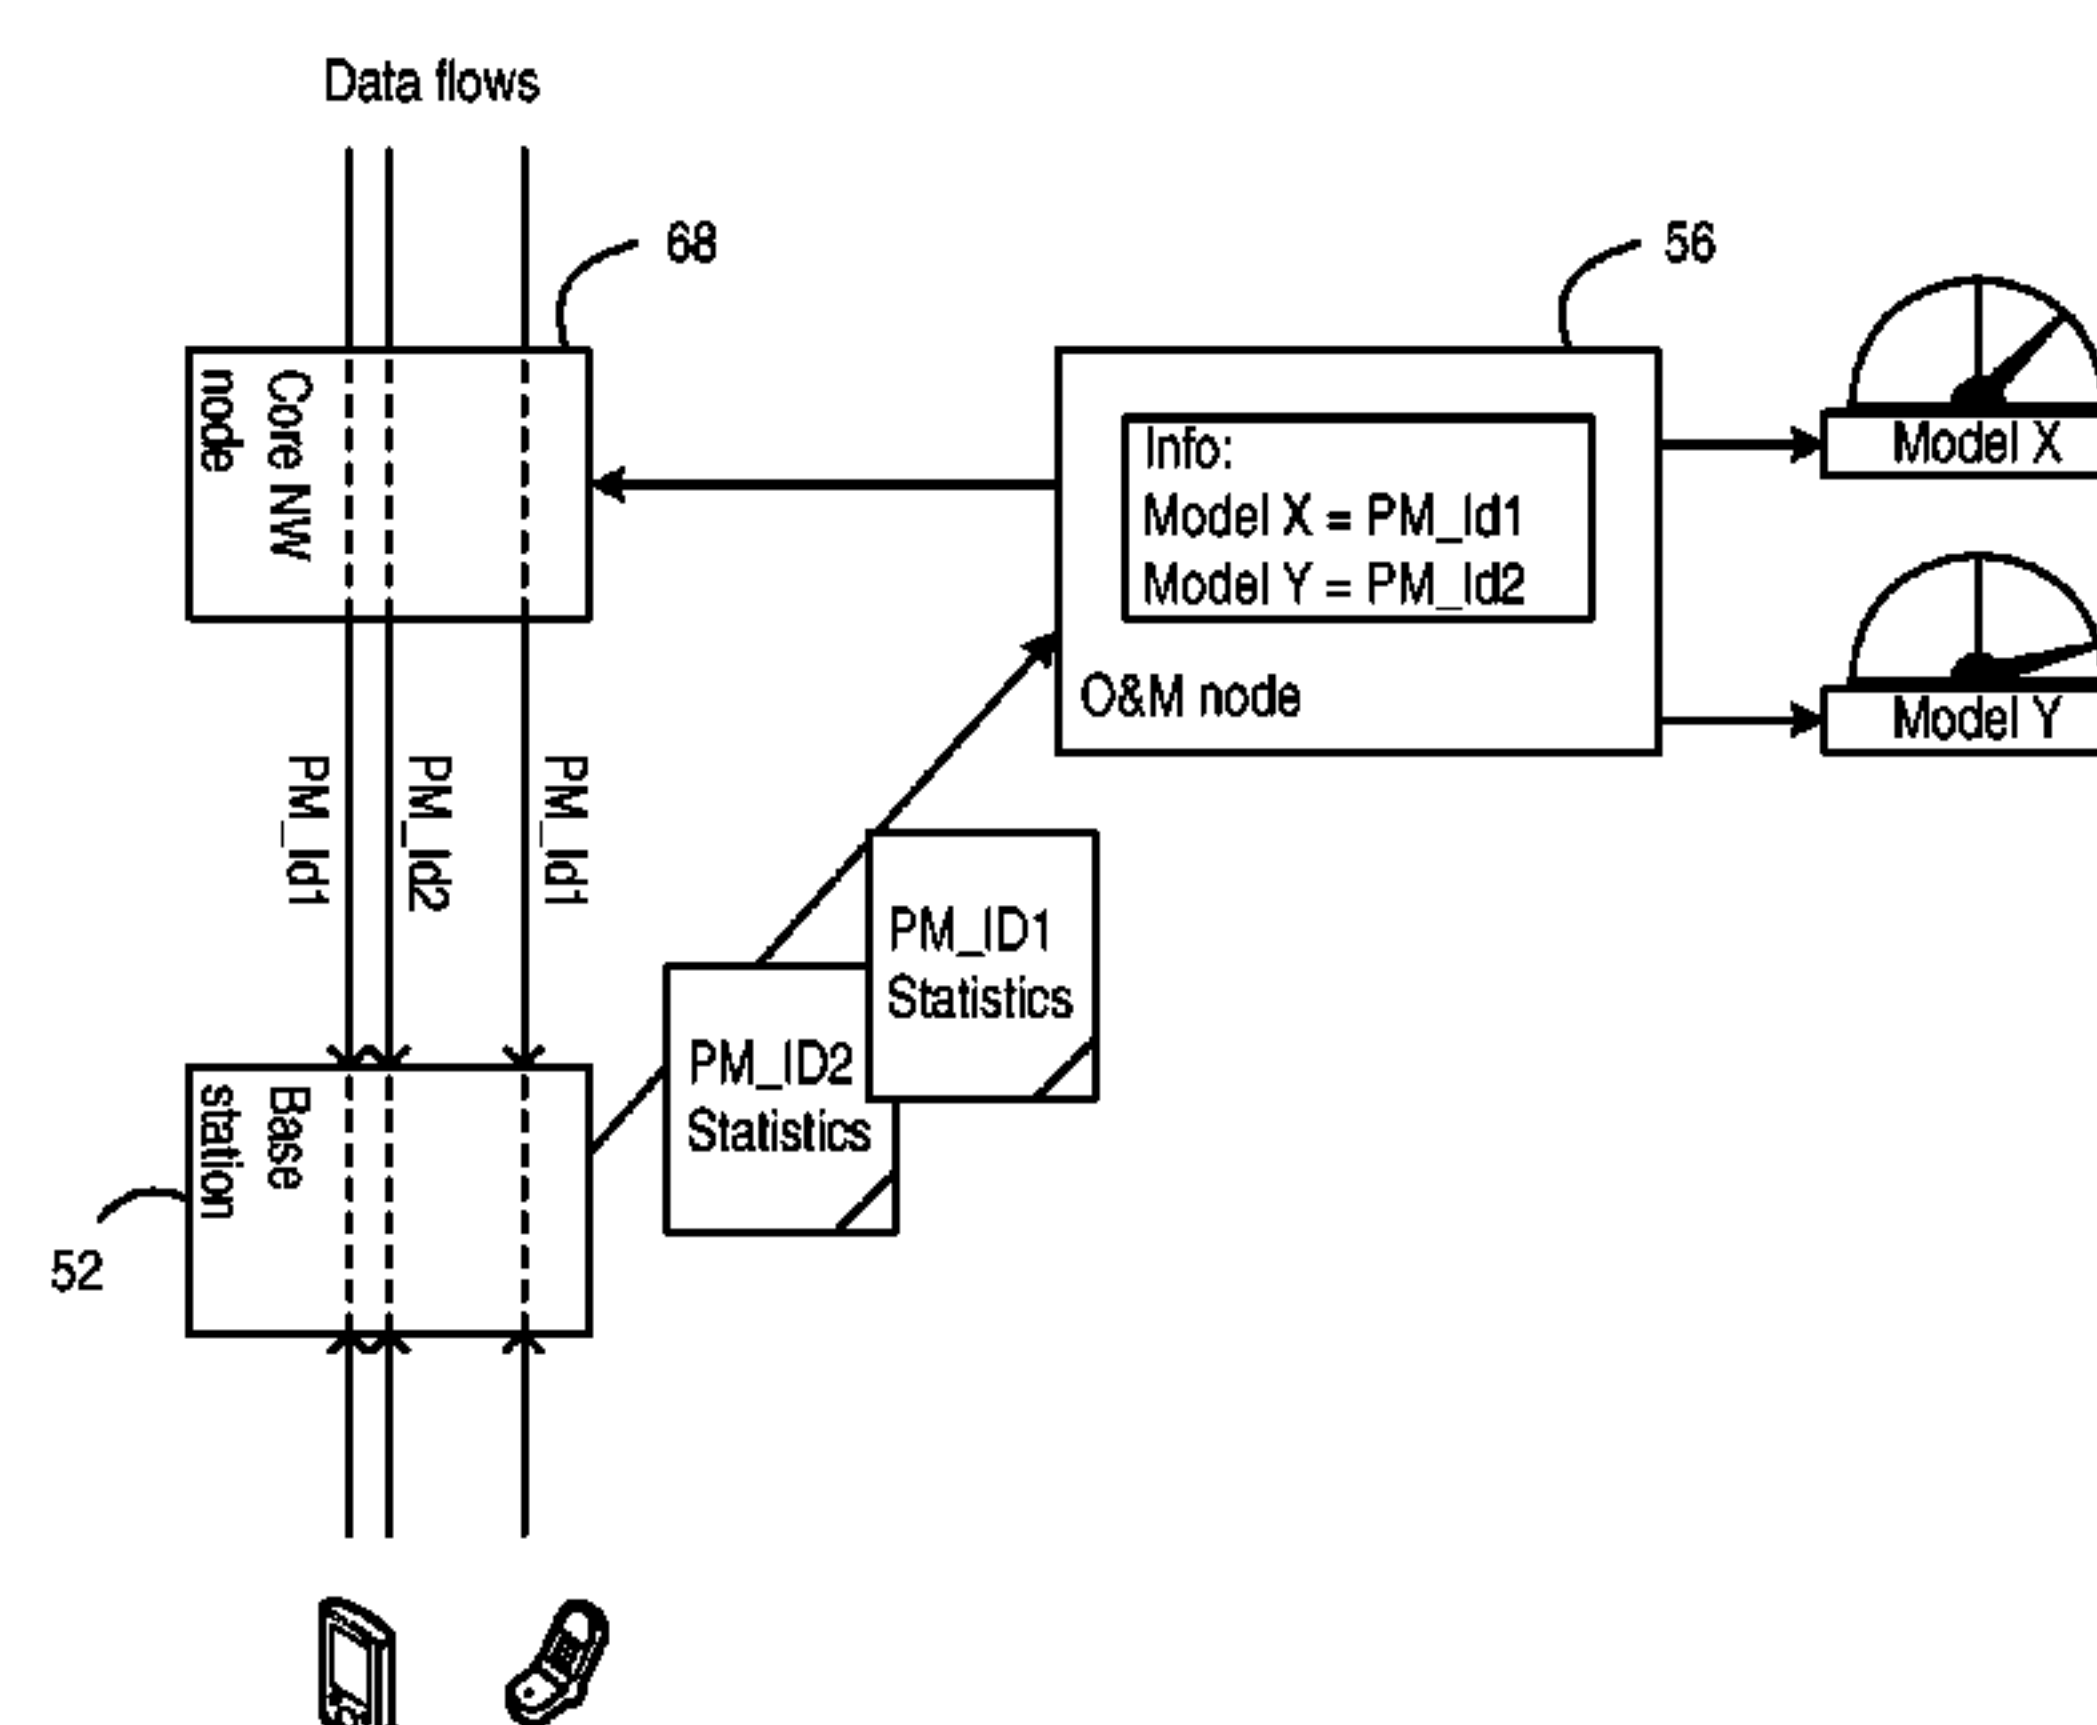 Data flows
68
56
Core NW
node
Info:
Model X = PM_Id1
Model Y = PM_Id2
O&M node
Model X
Model Y
PM_Id1
PM_Id2
PM_Id1
PM_ID1
Statistics
PM_ID2
Statistics
Base
station
52